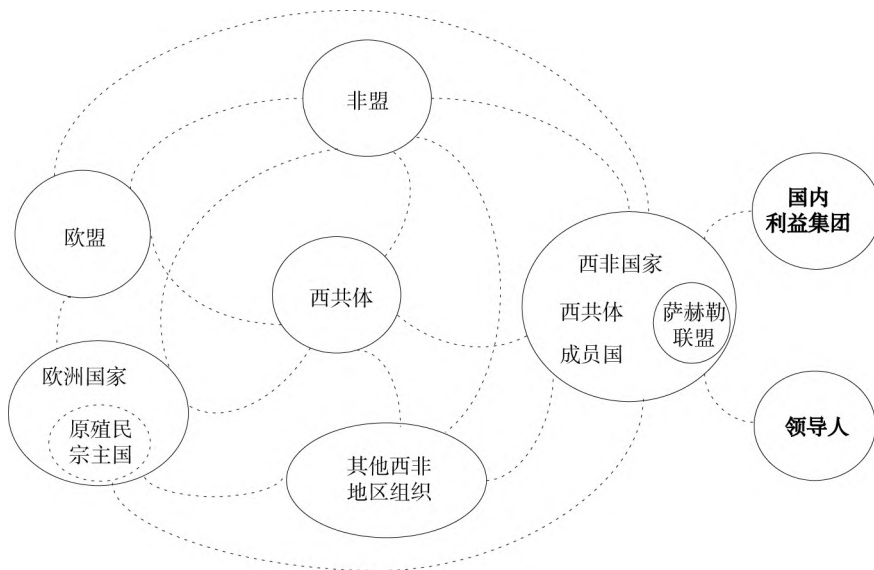 非盟
国内
利益集团
欧盟
西非国家
西共体
西共体
成员国
萨赫勒
联盟
欧洲国家
原殖民
宗主国
其他西非
地区组织
领导人